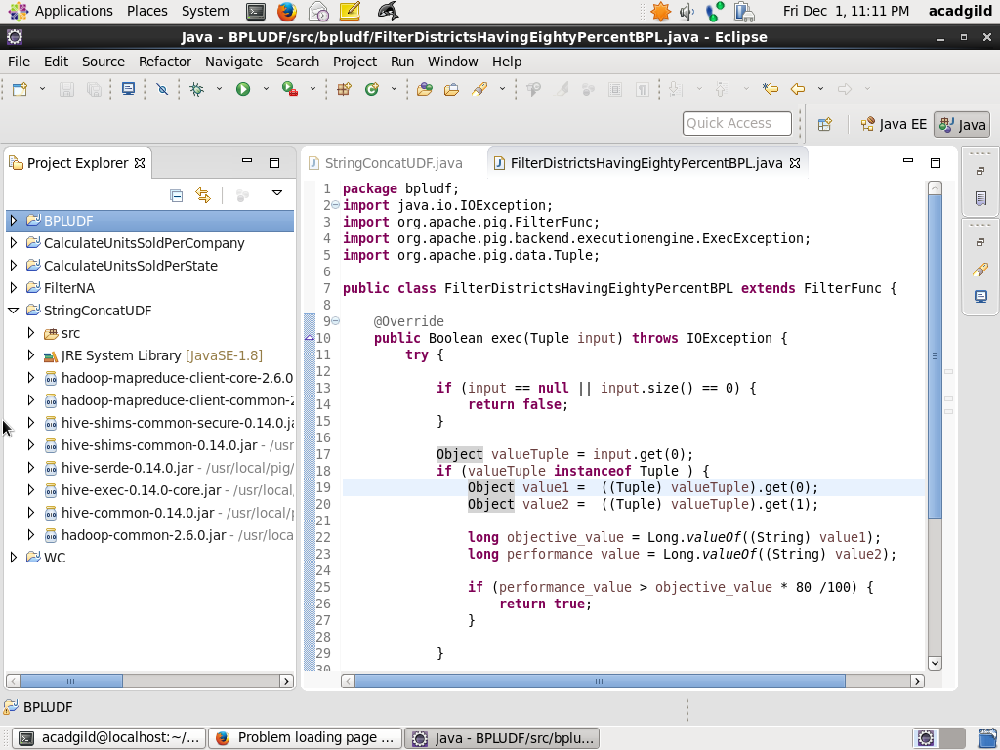 Applications Places System Fri Dec 1, 11:11 PM acadgild
Java - BPLUDF/src/bpludf/FilterDistrictsHavingEightyPercentBPL.java - Eclipse
File Edit Source Refactor Navigate Search Project Run Window Help
Quick Access Java EE Java
Project Explorer
BPLUDF
CalculateUnitsSoldPerCompany
CalculateUnitsSoldPerState
FilterNA
StringConcatUDF
src
JRE System Library [JavaSE-1.8]
hadoop-mapreduce-client-core-2.6.0
hadoop-mapreduce-client-common-2
hive-shims-common-secure-0.14.0.ja
hive-shims-common-0.14.0.jar - /usr
hive-serde-0.14.0.jar - /usr/local/pig/
hive-exec-0.14.0-core.jar - /usr/local/
hive-common-0.14.0.jar - /usr/local/p
hadoop-common-2.6.0.jar - /usr/loca
WC
StringConcatUDF.java FilterDistrictsHavingEightyPercentBPL.java
1 package bpludf;
2 import java.io.IOException;
3 import org.apache.pig.FilterFunc;
4 import org.apache.pig.backend.executionengine.ExecException;
5 import org.apache.pig.data.Tuple;
6
7 public class FilterDistrictsHavingEightyPercentBPL extends FilterFunc {
8
9 @Override
10 public Boolean exec(Tuple input) throws IOException {
11 try {
12
13 if (input == null || input.size() == 0) {
14 return false;
15 }
16
17 Object valueTuple = input.get(0);
18 if (valueTuple instanceof Tuple ) {
19 Object value1 = ((Tuple) valueTuple).get(0);
20 Object value2 = ((Tuple) valueTuple).get(1);
21
22 long objective_value = Long.valueOf((String) value1);
23 long performance_value = Long.valueOf((String) value2);
24
25 if (performance_value > objective_value * 80 /100) {
26 return true;
27 }
28
29 }
30
BPLUDF
acadgild@localhost:~/... Problem loading page ... Java - BPLUDF/src/bplu...